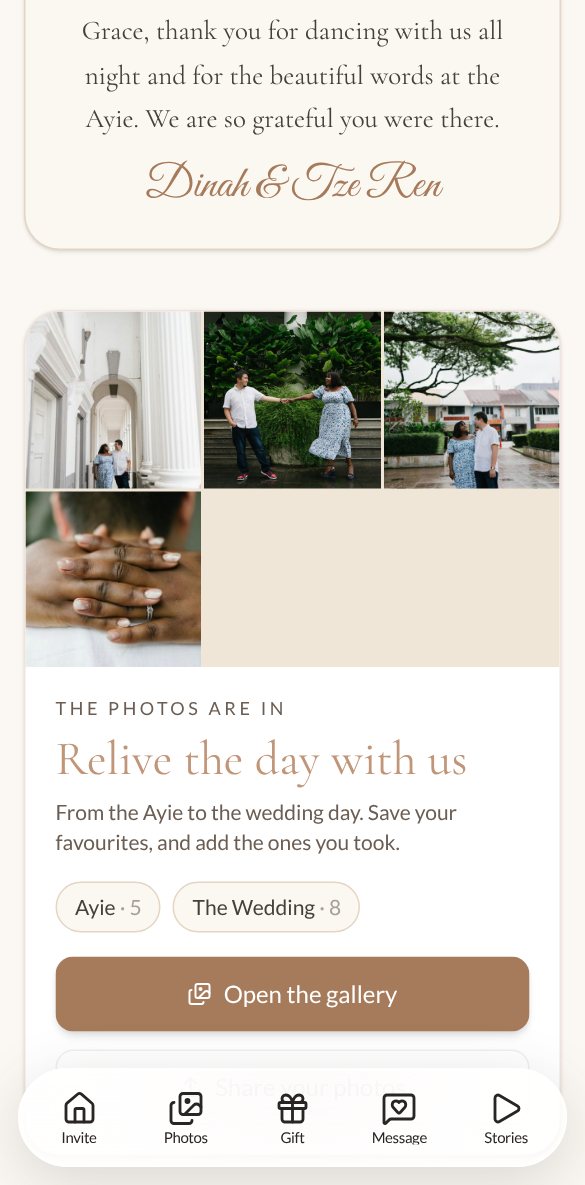 Grace, thank you for dancing with us all
night and for the beautiful words at the
Ayie. We are so grateful you were there.
Dinah & Tze Ren
THE PHOTOS ARE IN
Relive the day with us
From the Ayie to the wedding day. Save your
favourites, and add the ones you took.
Ayie · 5
The Wedding · 8
Open the gallery
Share your photos
Invite
Photos
Gift
Message
Stories